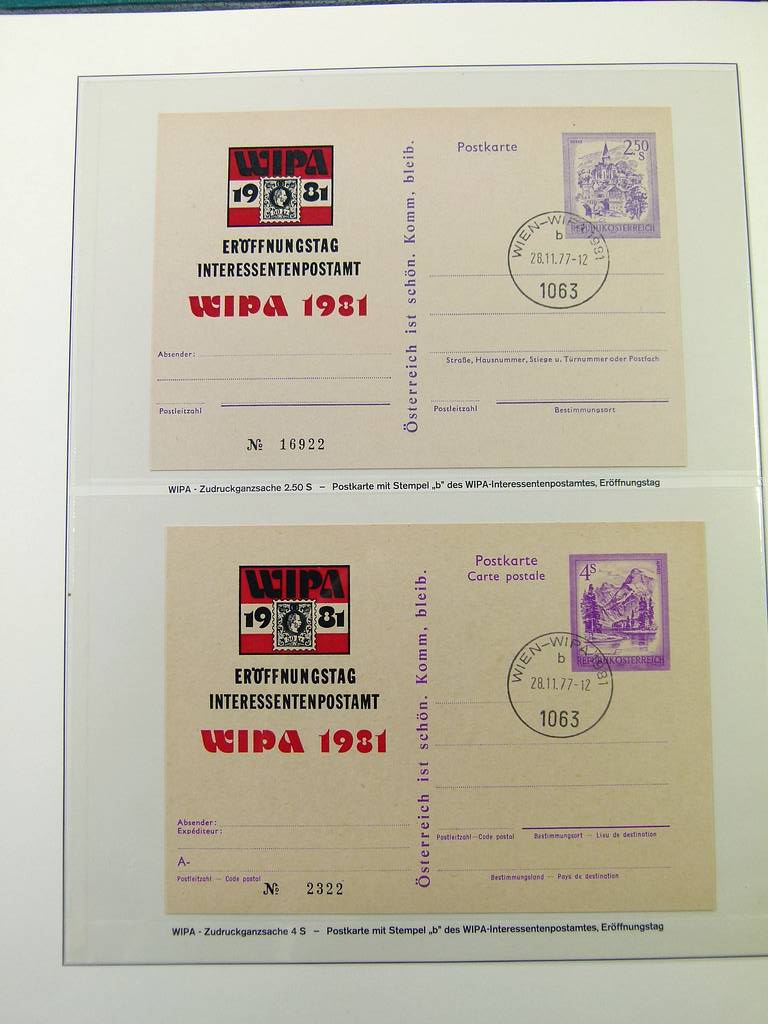 WIPA
19 81
ERÖFFNUNGSTAG
INTERESSENTENPOSTAMT
WIPA 1981
Absender:
Postleitzahl
№ 16922
Österreich ist schön. Komm, bleib.
Postkarte
2.50
S
REPUBLIK ÖSTERREICH
WIEN-WIPA 1981
b
28.11.77-12
1063
Straße, Hausnummer, Stiege u. Türnummer oder Postfach
Postleitzahl
Bestimmungsort
WIPA - Zudruckganzsache 2.50 S – Postkarte mit Stempel „b" des WIPA-Interessentenpostamtes, Eröffnungstag
WIPA
19 81
ERÖFFNUNGSTAG
INTERESSENTENPOSTAMT
WIPA 1981
Absender:
Expéditeur:
A-
Postleitzahl – Code postal
№ 2322
Österreich ist schön. Komm, bleib.
Postkarte
Carte postale
4S
REPUBLIK ÖSTERREICH
WIEN-WIPA 1981
b
28.11.77-12
1063
Postleitzahl – Code postal
Bestimmungsort – Lieu de destination
Bestimmungsland – Pays de destination
WIPA - Zudruckganzsache 4 S – Postkarte mit Stempel „b" des WIPA-Interessentenpostamtes, Eröffnungstag